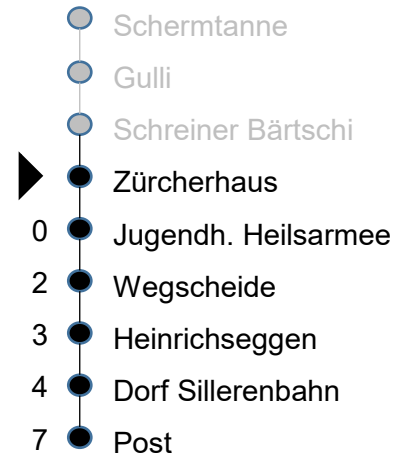 Schermtanne
Gulli
Schreiner Bärtschi
Zürcherhaus
0 Jugendh. Heilsarmee
2 Wegscheide
3 Heinrichseggen
4 Dorf Sillerenbahn
7 Post